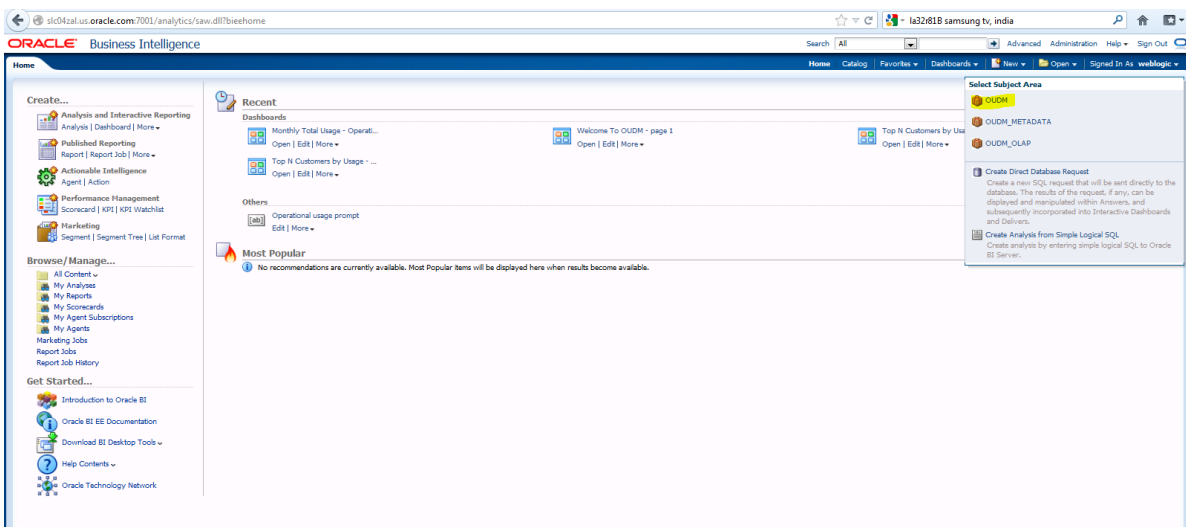 slc04zal.us.oracle.com:7001/analytics/saw.dll?bieehome
la32r81B samsung tv, india
ORACLE Business Intelligence
Search All Advanced Administration Help Sign Out
Home
Home Catalog Favorites Dashboards New Open Signed In As weblogic
Create...
Analysis and Interactive Reporting
Analysis | Dashboard | More
Published Reporting
Report | Report Job | More
Actionable Intelligence
Agent | Action
Performance Management
Scorecard | KPI | KPI Watchlist
Marketing
Segment | Segment Tree | List Format
Browse/Manage...
All Content
My Analyses
My Reports
My Scorecards
My Agent Subscriptions
My Agents
Marketing Jobs
Report Jobs
Report Job History
Get Started...
Introduction to Oracle BI
Oracle BI EE Documentation
Download BI Desktop Tools
Help Contents
Oracle Technology Network
Recent
Dashboards
Monthly Total Usage - Operati...
Open | Edit | More
Welcome To OUDM - page 1
Open | Edit | More
Top N Customers by Usa
Open | Edit | More
Top N Customers by Usage - ...
Open | Edit | More
Others
[ab] Operational usage prompt
Edit | More
Most Popular
No recommendations are currently available. Most Popular items will be displayed here when results become available.
Select Subject Area
OUDM
OUDM_METADATA
OUDM_OLAP
Create Direct Database Request
Create a new SQL request that will be sent directly to the
database. The results of the request, if any, can be
displayed and manipulated within Answers, and
subsequently incorporated into Interactive Dashboards
and Delivers.
Create Analysis from Simple Logical SQL
Create analysis by entering simple logical SQL to Oracle
BI Server.